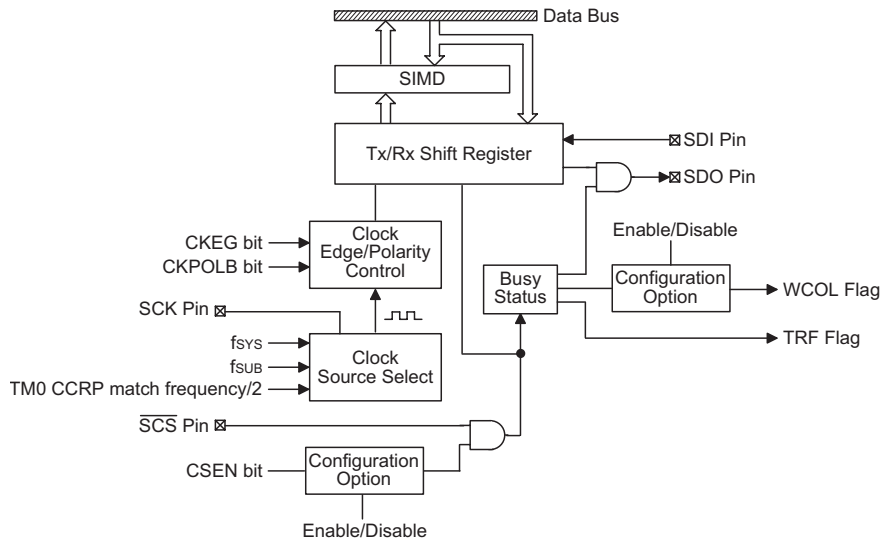 Data Bus
SIMD
Tx/Rx Shift Register
SDI Pin
SDO Pin
CKEG bit
CKPOLB bit
Clock
Edge/Polarity
Control
Enable/Disable
Busy
Status
Configuration
Option
WCOL Flag
TRF Flag
SCK Pin
fSYS
fSUB
TM0 CCRP match frequency/2
Clock
Source Select
SCS Pin
CSEN bit
Configuration
Option
Enable/Disable